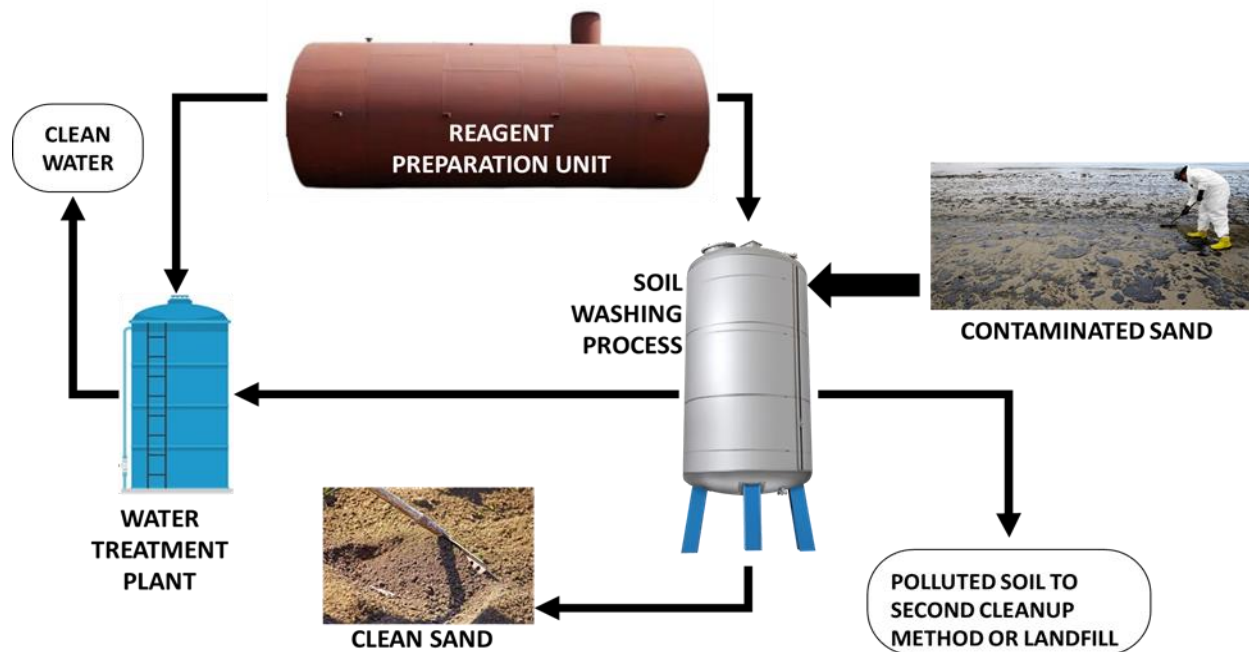 REAGENT
PREPARATION UNIT
CLEAN
WATER
SOIL
WASHING
PROCESS
CONTAMINATED SAND
WATER
TREATMENT
PLANT
CLEAN SAND
POLLUTED SOIL TO
SECOND CLEANUP
METHOD OR LANDFILL